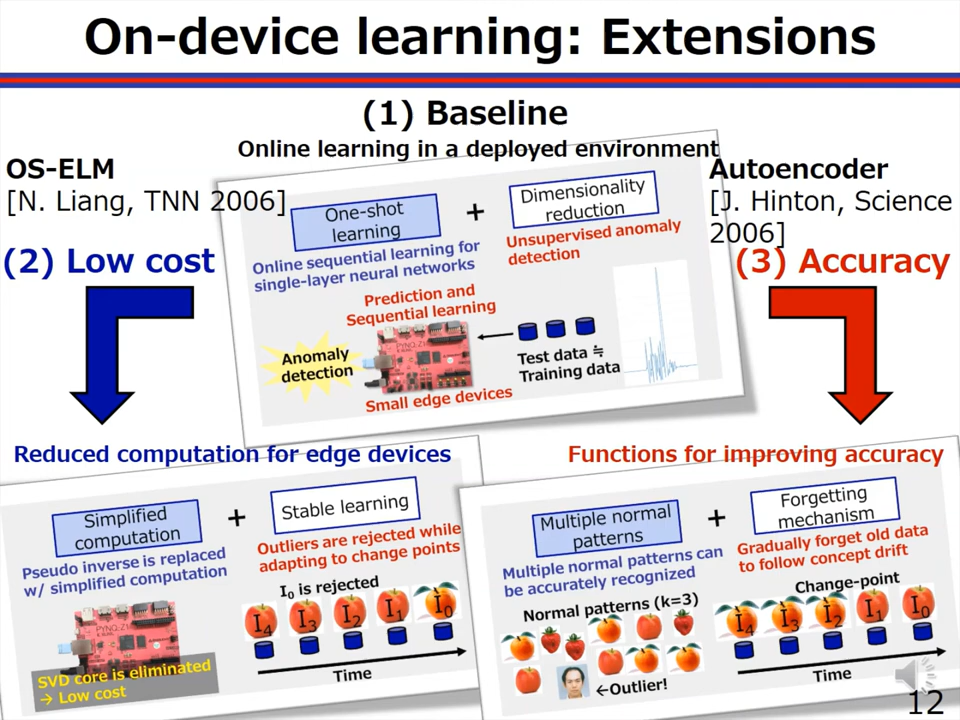 On-device learning: Extensions
(1) Baseline
Online learning in a deployed environment
OS-ELM
[N. Liang, TNN 2006]
Autoencoder
[J. Hinton, Science
2006]
One-shot
learning
+
Dimensionality
reduction
Online sequential learning for
single-layer neural networks
Unsupervised anomaly
detection
Prediction and
Sequential learning
PYNQ-Z1
Anomaly
detection
Test data ≒
Training data
Small edge devices
(2) Low cost
(3) Accuracy
Reduced computation for edge devices
Simplified
computation
+
Stable learning
Pseudo inverse is replaced
w/ simplified computation
Outliers are rejected while
adapting to change points
I0 is rejected
I4 I3 I2 I1 I0
PYNQ-Z1
SVD core is eliminated
→ Low cost
Time
Functions for improving accuracy
Multiple normal
patterns
+
Forgetting
mechanism
Multiple normal patterns can
be accurately recognized
Gradually forget old data
to follow concept drift
Normal patterns (k=3)
←Outlier!
Change-point
I4 I3 I2 I1 I0
Time
12